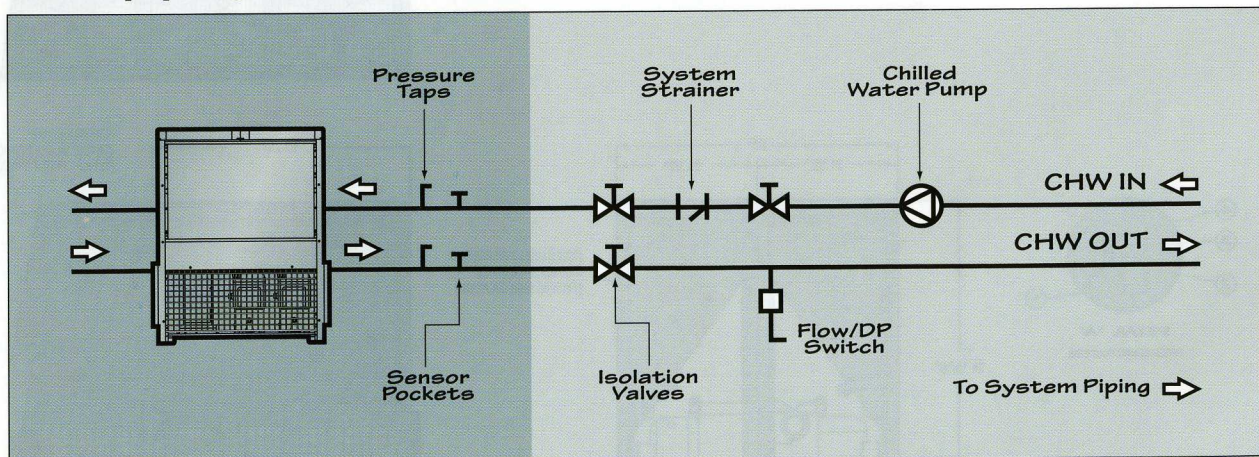 Pressure
Taps
System
Strainer
Chilled
Water Pump
CHW IN
CHW OUT
Flow/DP
Switch
Sensor
Pockets
Isolation
Valves
To System Piping